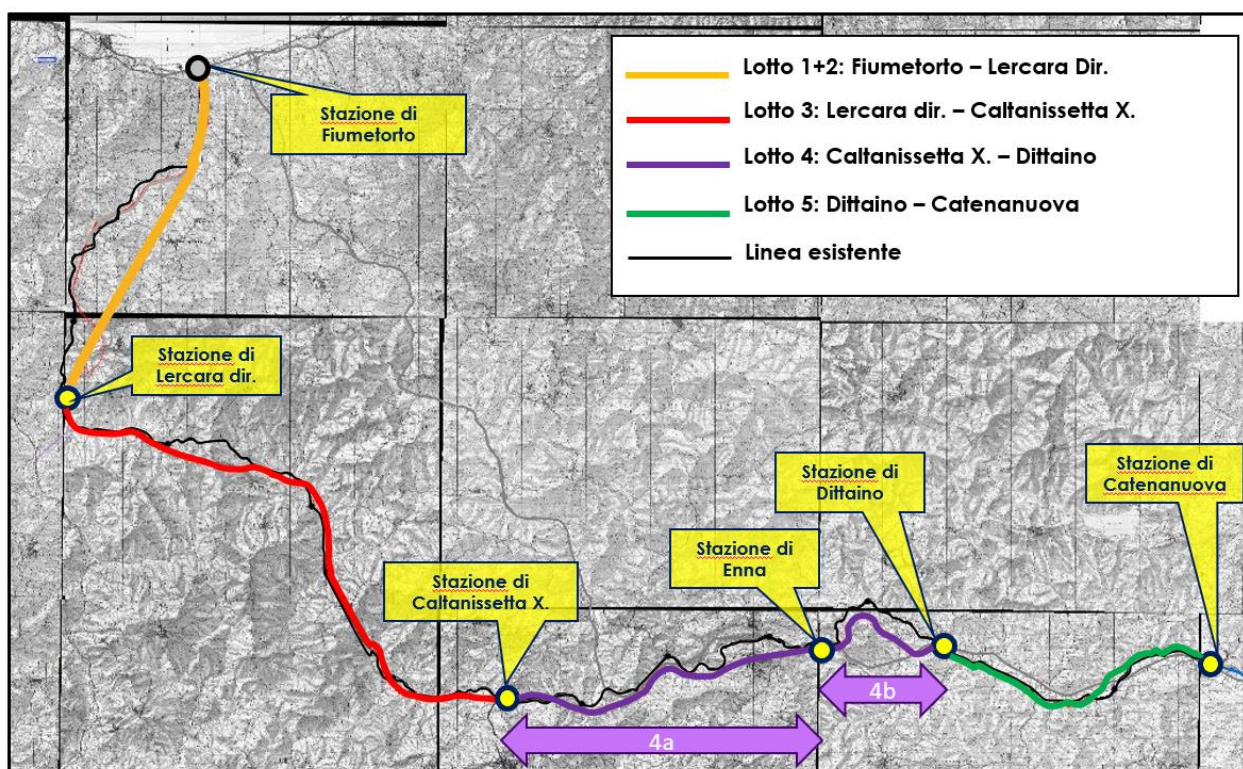 Lotto 1+2: Fiumetorto – Lercara Dir.
Lotto 3: Lercara dir. – Caltanissetta X.
Lotto 4: Caltanissetta X. – Dittaino
Lotto 5: Dittaino – Catenanuova
Linea esistente
Stazione di
Fiumetorto
Stazione di
Lercara dir.
Stazione di
Caltanissetta X.
Stazione di
Enna
Stazione di
Dittaino
Stazione di
Catenanuova
4a
4b